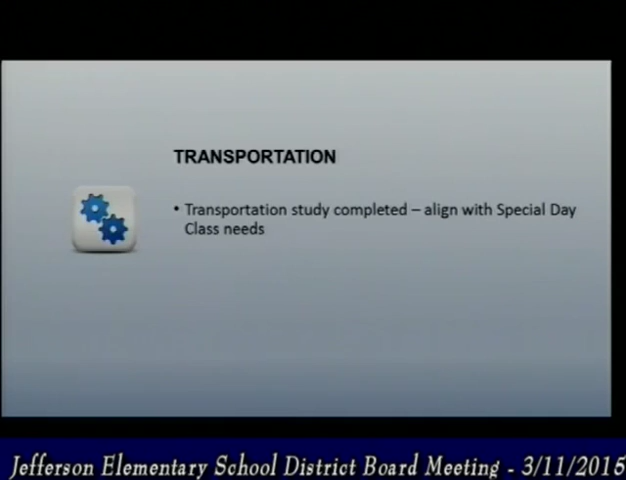 TRANSPORTATION
• Transportation study completed – align with Special Day
Class needs
Jefferson Elementary School District Board Meeting - 3/11/2015